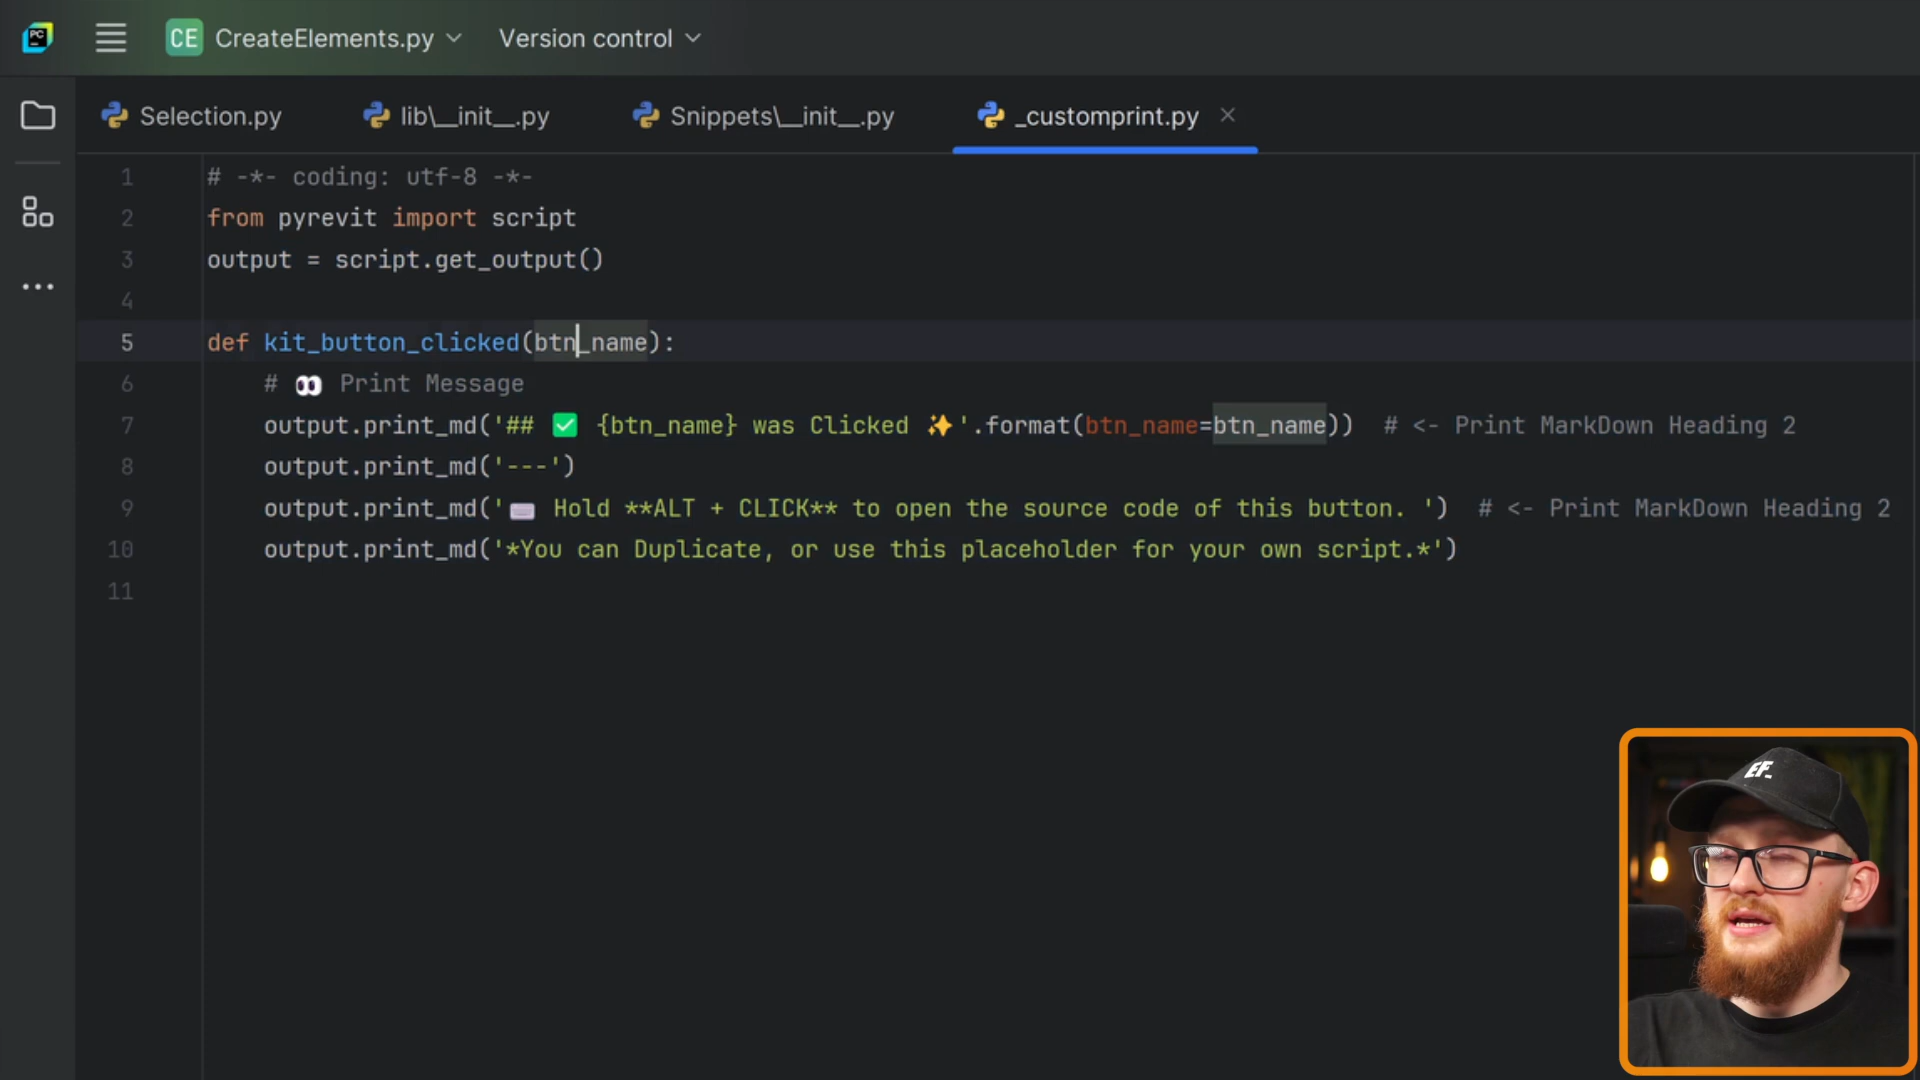 PC
CE CreateElements.py Version control
Selection.py lib\__init__.py Snippets\__init__.py _customprint.py
1 # -*- coding: utf-8 -*-
2 from pyrevit import script
3 output = script.get_output()
4
5 def kit_button_clicked(btn_name):
6 # 👀 Print Message
7 output.print_md('## ✅ {btn_name} was Clicked ✨'.format(btn_name=btn_name)) # <- Print MarkDown Heading 2
8 output.print_md('---')
9 output.print_md('⌨️ Hold **ALT + CLICK** to open the source code of this button. ') # <- Print MarkDown Heading 2
10 output.print_md('*You can Duplicate, or use this placeholder for your own script.*')
11
EF_